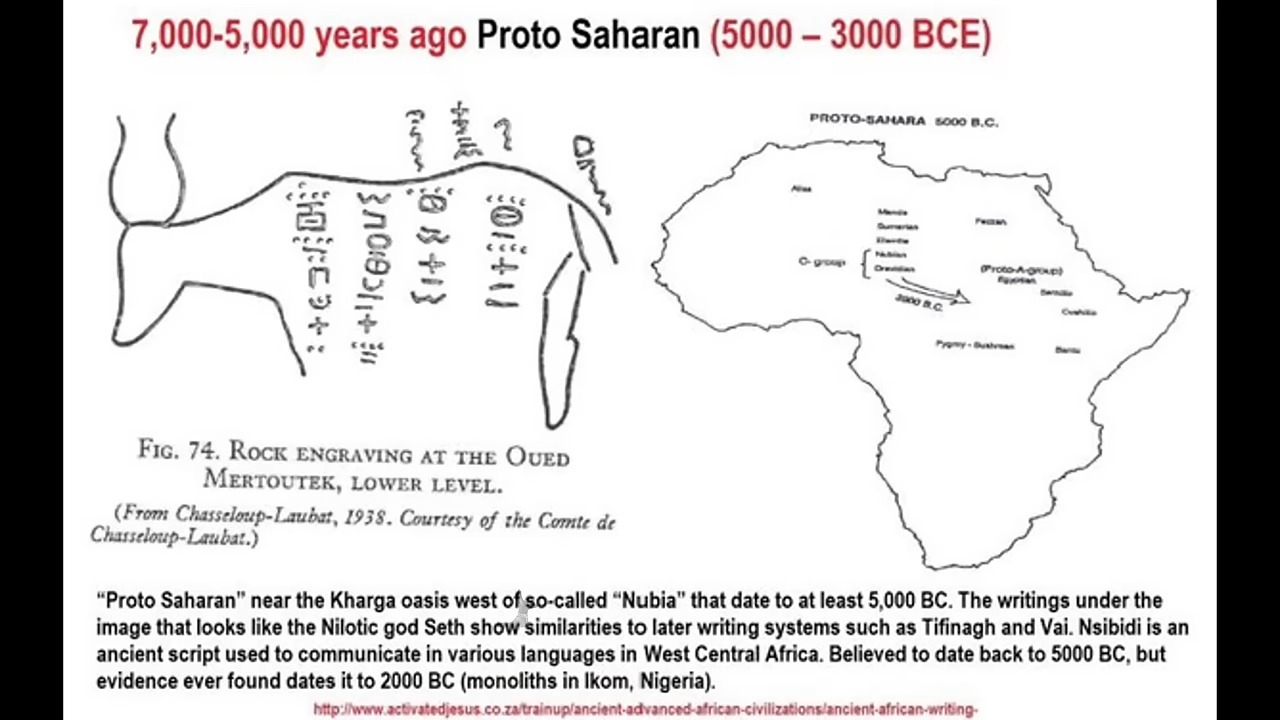 7,000-5,000 years ago Proto Saharan (5000 – 3000 BCE)
PROTO-SAHARA 5000 B.C.
Atlas
Mande
Sumerian
Elamite
Nubian
Dravidian
C-group
Fezzan
(Proto-A-group)
Egyptian
Semitic
Cushitic
3000 B.C.
Pygmy - Bushman
Bantu
FIG. 74. ROCK ENGRAVING AT THE OUED
MERTOUTEK, LOWER LEVEL.
(From Chasseloup-Laubat, 1938. Courtesy of the Comte de
Chasseloup-Laubat.)
“Proto Saharan” near the Kharga oasis west of so-called “Nubia” that date to at least 5,000 BC. The writings under the
image that looks like the Nilotic god Seth show similarities to later writing systems such as Tifinagh and Vai. Nsibidi is an
ancient script used to communicate in various languages in West Central Africa. Believed to date back to 5000 BC, but
evidence ever found dates it to 2000 BC (monoliths in Ikom, Nigeria).
http://www.activatedjesus.co.za/trainup/ancient-advanced-african-civilizations/ancient-african-writing-